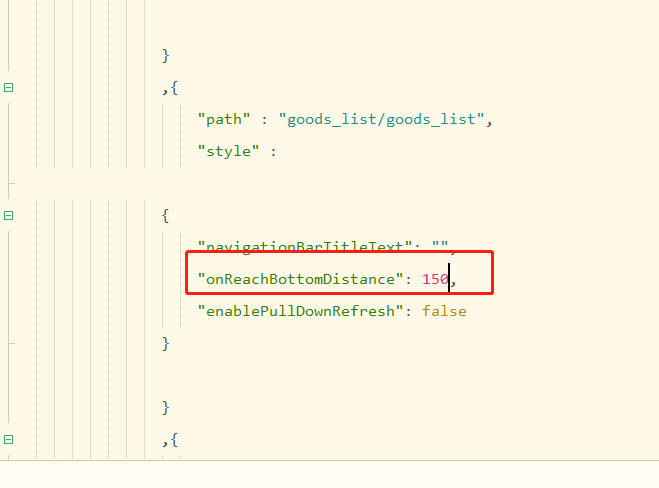 }
,{
"path" : "goods_list/goods_list",
"style" :
{
"navigationBarTitleText": "",
"onReachBottomDistance": 150,
"enablePullDownRefresh": false
}
}
,{